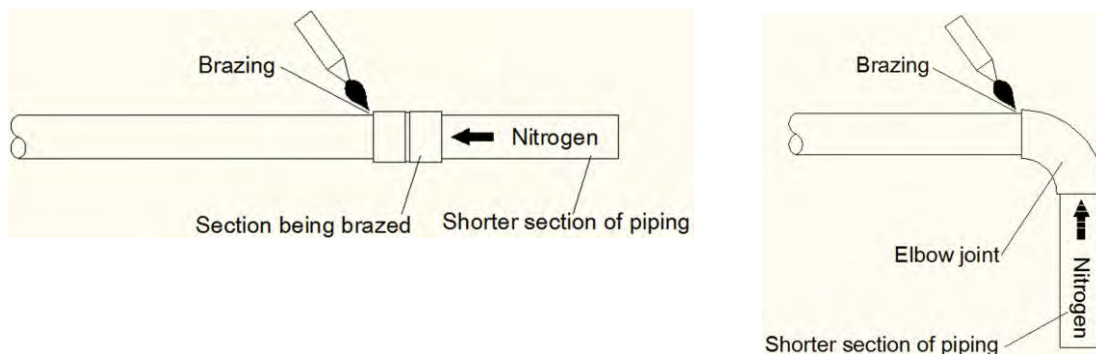 Brazing
Nitrogen
Section being brazed
Shorter section of piping
Brazing
Elbow joint
Nitrogen
Shorter section of piping